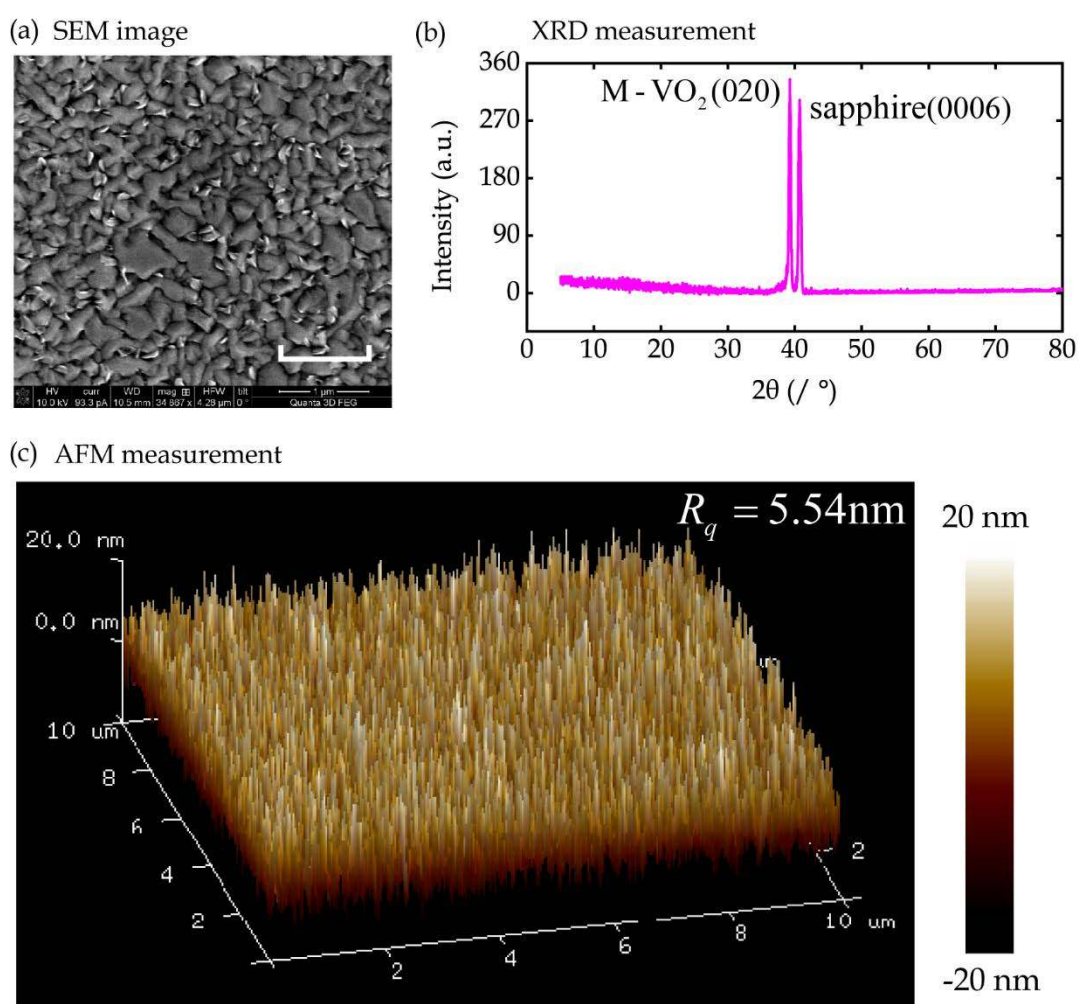 (a) SEM image
HV curr WD mag ⊞ HFW tilt 1 µm
10.0 kV 93.3 pA 10.5 mm 34 887 x 4.28 µm 0° Quanta 3D FEG
(b) XRD measurement
360
270
180
90
0
Intensity (a.u.)
M - VO₂(020)
sapphire(0006)
0 10 20 30 40 50 60 70 80
2θ (/ °)
(c) AFM measurement
R_q = 5.54nm
20.0 nm
0.0 nm
10 um
8
6
4
2
2
4
6
8
10 um
2
um
20 nm
-20 nm